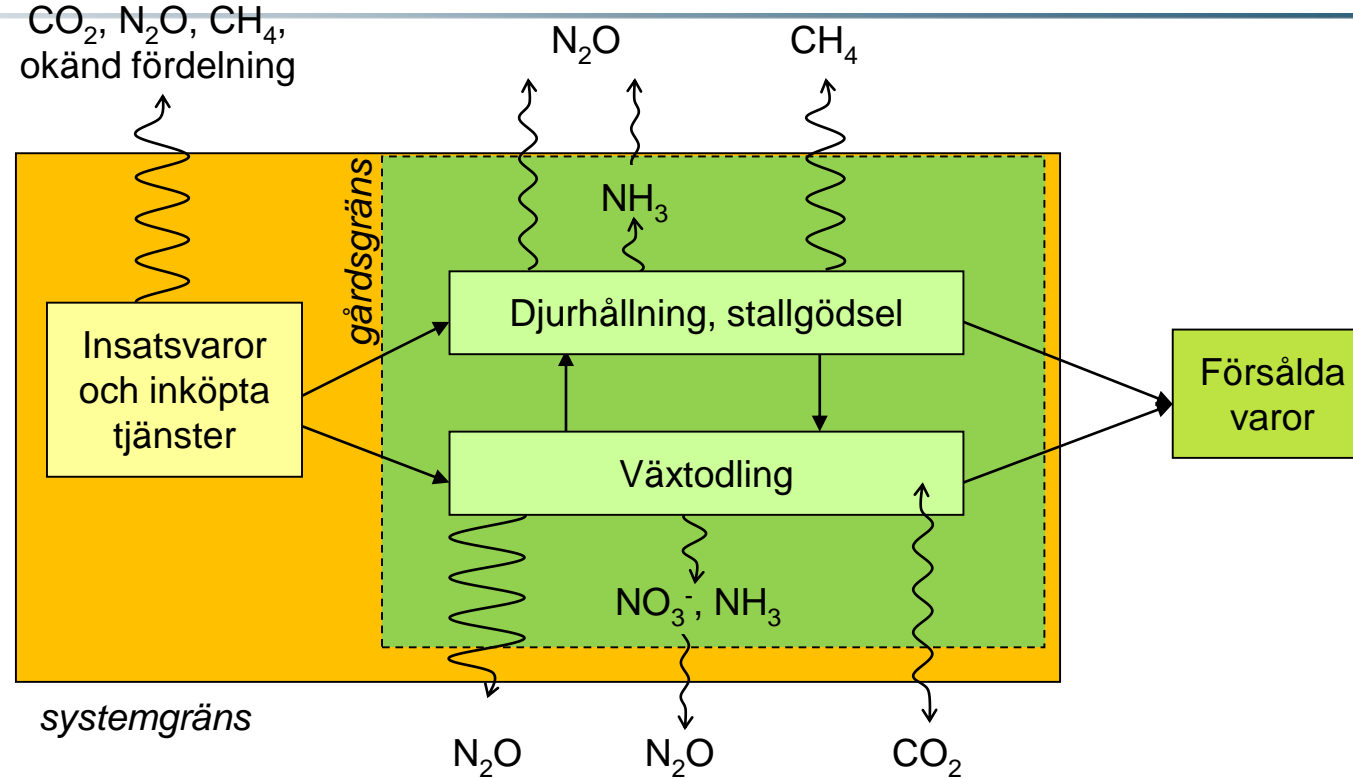 CO₂, N₂O, CH₄,
okänd fördelning
N₂O
CH₄
gårdsgräns
NH₃
Djurhållning, stallgödsel
Insatsvaror
och inköpta
tjänster
Försålda
varor
Växtodling
NO₃⁻, NH₃
systemgräns
N₂O
N₂O
CO₂